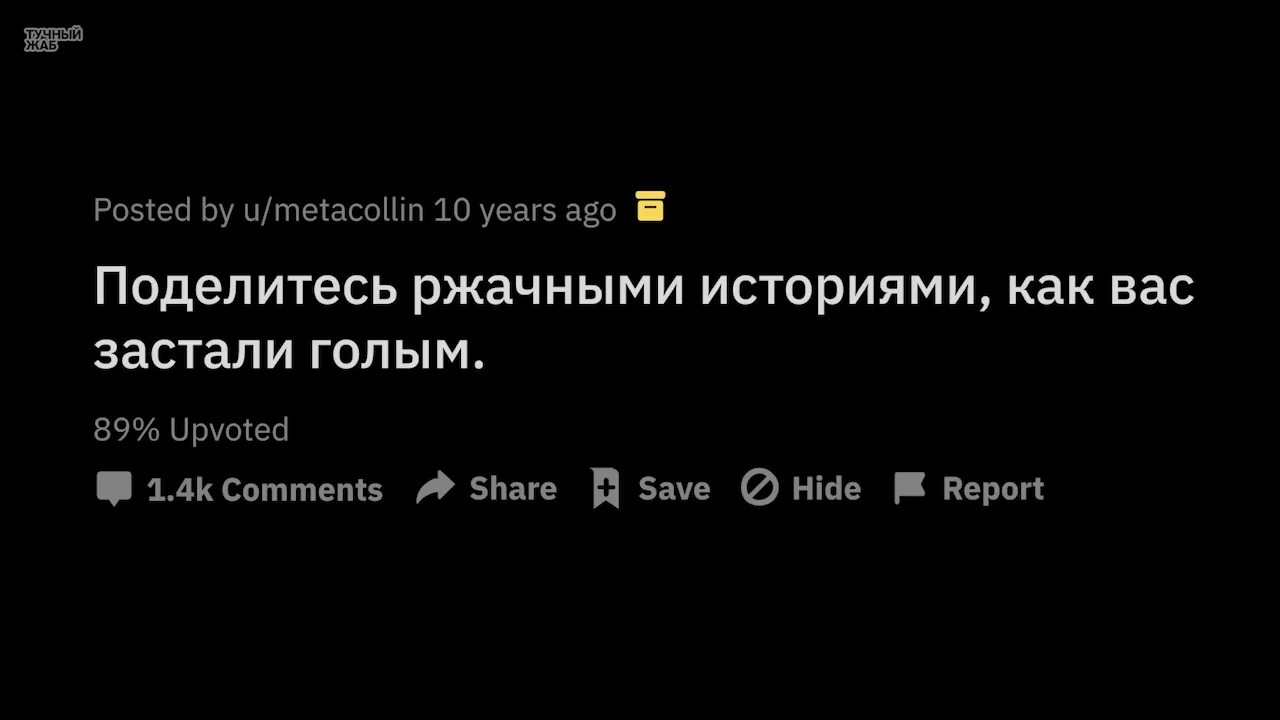 ТУЧНЫЙ
ЖАБ
Posted by u/metacollin 10 years ago
Поделитесь ржачными историями, как вас
застали голым.
89% Upvoted
1.4k Comments Share Save Hide Report